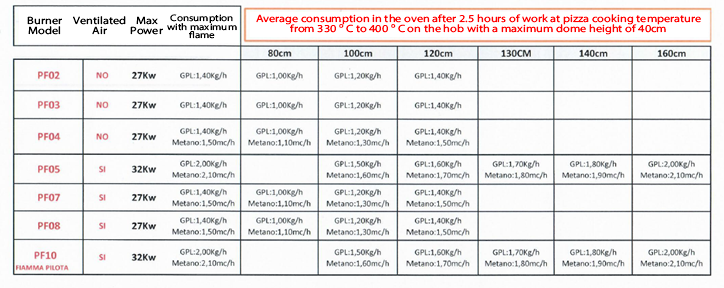 Burner Model Ventilated Air Max Power Consumption with maximum flame
Average consumption in the oven after 2.5 hours of work at pizza cooking temperature
from 330 º C to 400 º C on the hob with a maximum dome height of 40cm
80cm 100cm 120cm 130CM 140cm 160cm
PF02 NO 27Kw GPL:1,40Kg/h GPL:1,00Kg/h GPL:1,20Kg/h GPL:1,40Kg/h
PF03 NO 27Kw GPL:1,40Kg/h GPL:1,00Kg/h GPL:1,20Kg/h GPL:1,40Kg/h
PF04 NO 27Kw GPL:1,40Kg/h GPL:1,00Kg/h GPL:1,20Kg/h GPL:1,40Kg/h
Metano:1,50mc/h Metano:1,10mc/h Metano:1,30mc/h Metano:1,50mc/h
PF05 SI 32Kw GPL:2,00Kg/h GPL:1,50Kg/h GPL:1,60Kg/h GPL:1,70Kg/h GPL:1,80Kg/h GPL:2,00Kg/h
Metano:2,10mc/h Metano:1,60mc/h Metano:1,70mc/h Metano:1,80mc/h Metano:1,90mc/h Metano:2,10mc/h
PF07 SI 27Kw GPL:1,40Kg/h GPL:1,00Kg/h GPL:1,20Kg/h GPL:1,40Kg/h
Metano:1,50mc/h Metano:1,10mc/h Metano:1,30mc/h Metano:1,50mc/h
PF08 SI 27Kw GPL:1,40Kg/h GPL:1,00Kg/h GPL:1,20Kg/h GPL:1,40Kg/h
Metano:1,50mc/h Metano:1,10mc/h Metano:1,30mc/h Metano:1,50mc/h
PF10 SI 32Kw GPL:2,00Kg/h GPL:1,50Kg/h GPL:1,60Kg/h GPL:1,70Kg/h GPL:1,80Kg/h GPL:2,00Kg/h
FIAMMA PILOTA Metano:2,10mc/h Metano:1,60mc/h Metano:1,70mc/h Metano:1,80mc/h Metano:1,90mc/h Metano:2,10mc/h